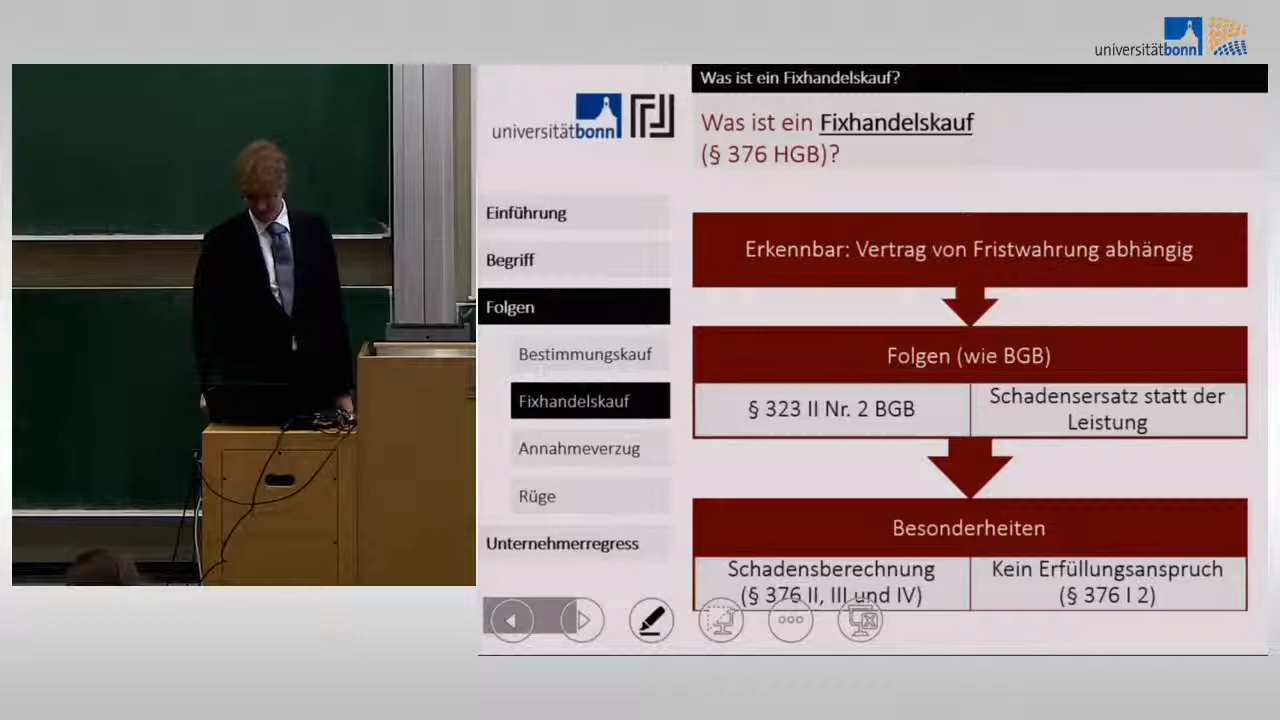 universitätbonn
Was ist ein Fixhandelskauf?
universitätbonn
Was ist ein Fixhandelskauf
(§ 376 HGB)?
Einführung
Begriff
Folgen
Bestimmungskauf
Fixhandelskauf
Annahmeverzug
Rüge
Unternehmerregress
Erkennbar: Vertrag von Fristwahrung abhängig
Folgen (wie BGB)
§ 323 II Nr. 2 BGB
Schadensersatz statt der
Leistung
Besonderheiten
Schadensberechnung
(§ 376 II, III und IV)
Kein Erfüllungsanspruch
(§ 376 I 2)